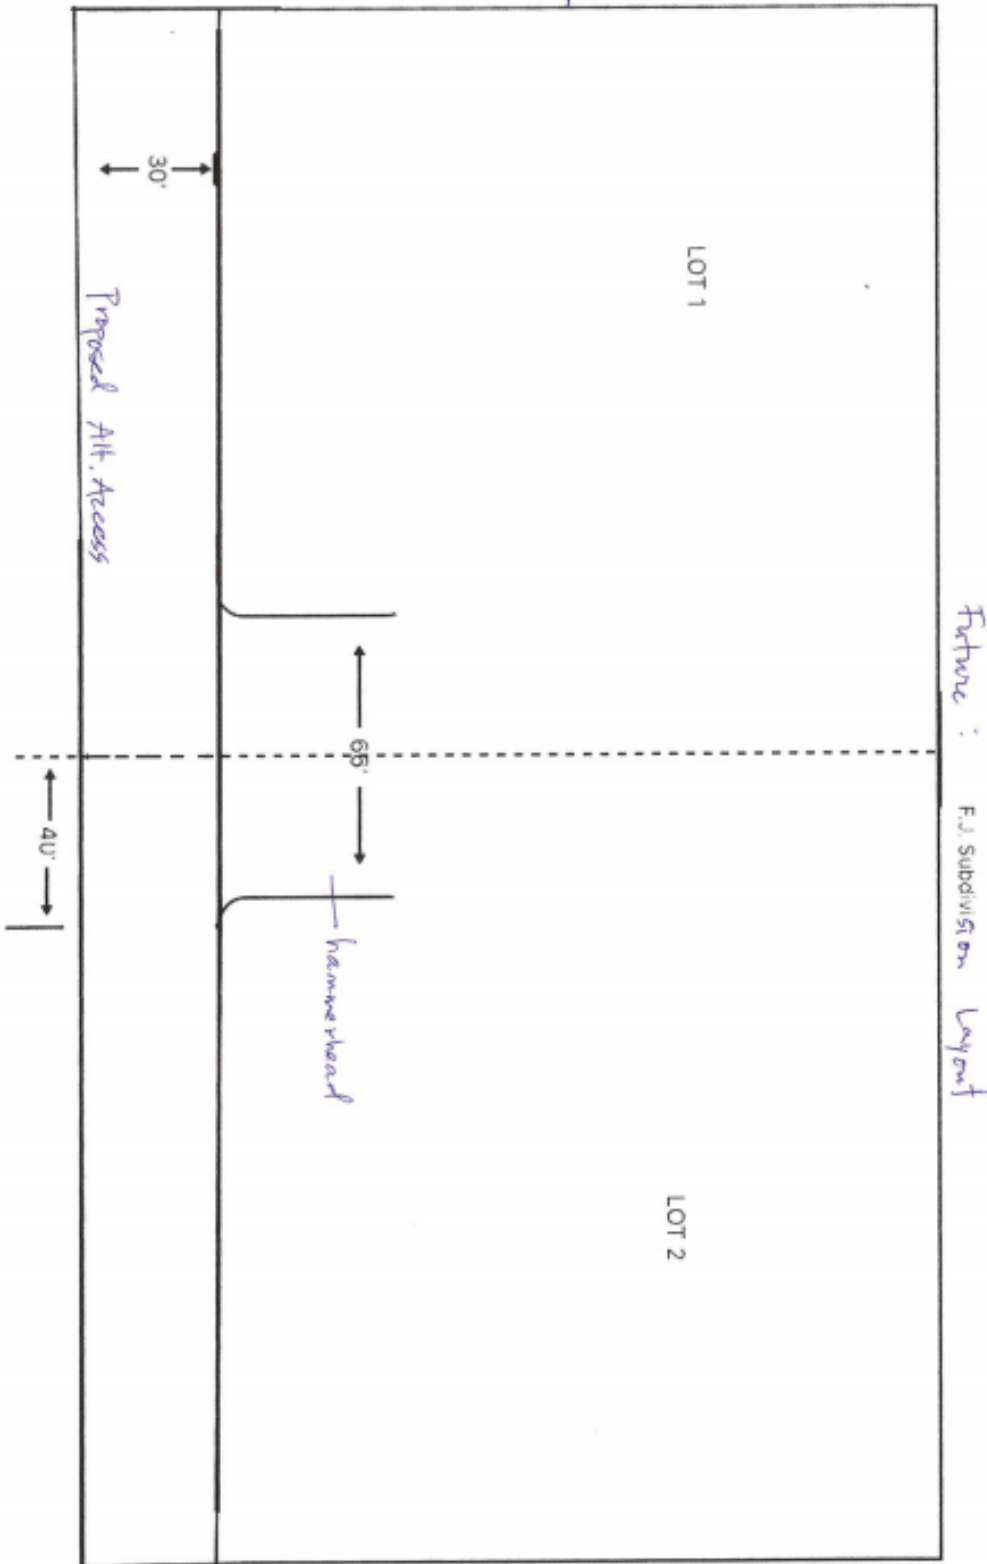 Future : F.J. Subdivision Layout
LOT 1
LOT 2
65'
hammerhead
30'
Proposed Alt. Access
40'